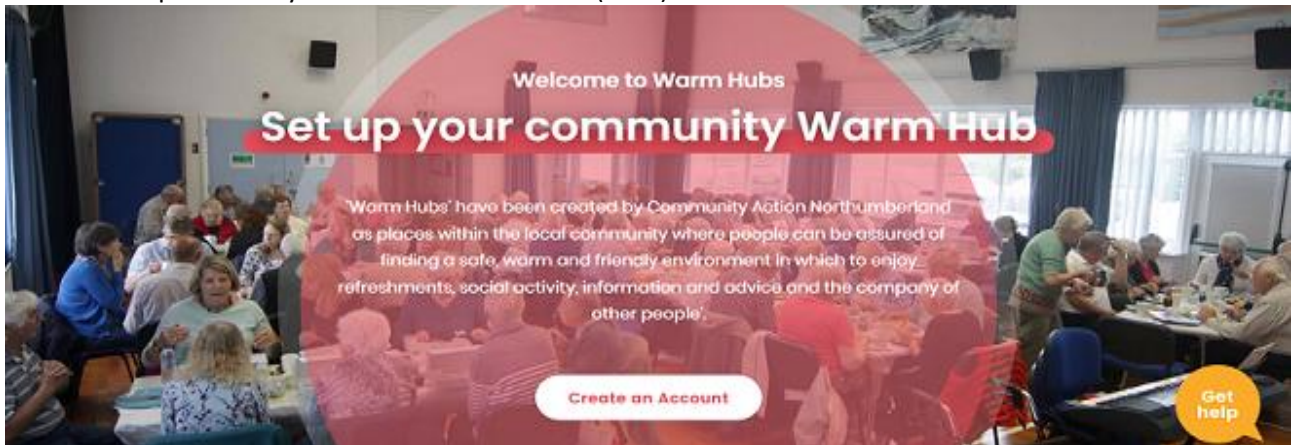 Welcome to Warm Hubs
Set up your community Warm Hub
'Warm Hubs' have been created by Community Action Northumberland
as places within the local community where people can be assured of
finding a safe, warm and friendly environment in which to enjoy
refreshments, social activity, information and advice and the company of
other people'.
Create an Account
Get
help